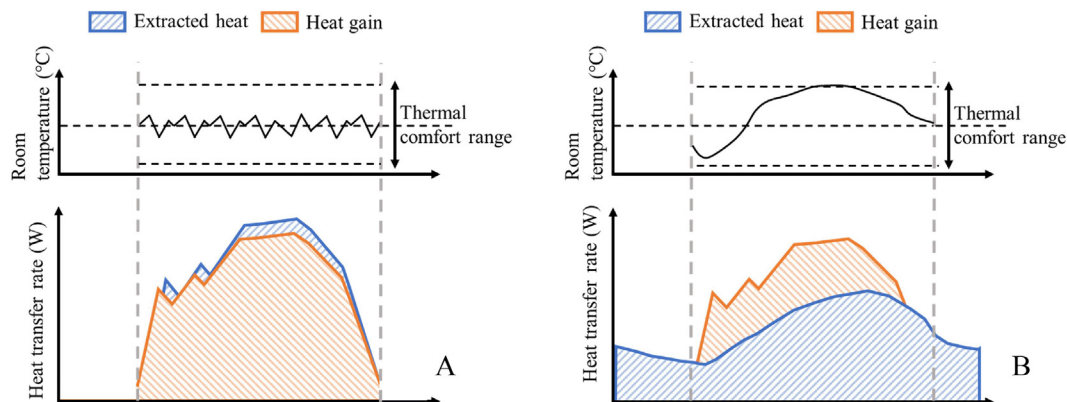 Extracted heat
Heat gain
Room
temperature (°C)
Thermal
comfort range
Heat transfer rate (W)
A
Extracted heat
Heat gain
Room
temperature (°C)
Thermal
comfort range
Heat transfer rate (W)
B